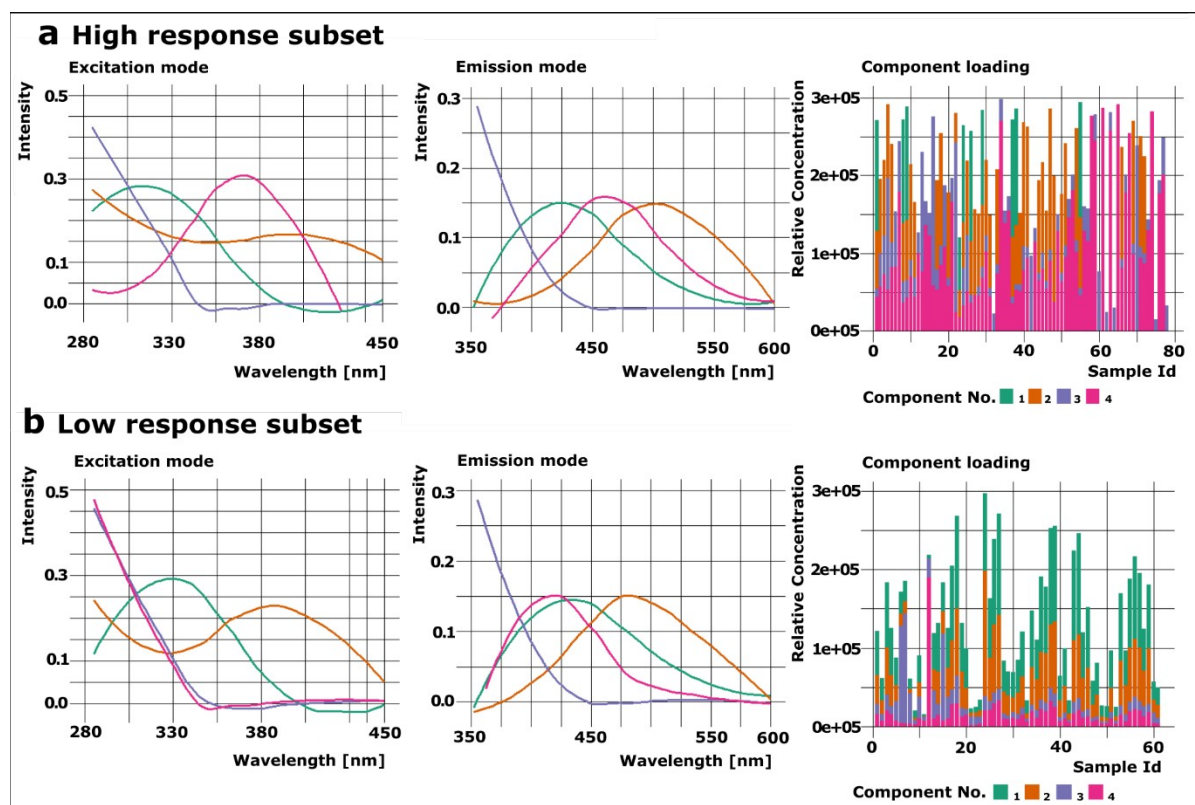 a High response subset
Excitation mode
Intensity
0.5
0.3
0.1
0.0
280 330 380 450
Wavelength [nm]
Emission mode
Intensity
0.3
0.2
0.1
0.0
350 450 550 600
Wavelength [nm]
Component loading
Relative Concentration
3e+05
2e+05
1e+05
0e+05
0 20 40 60 80
Sample Id
Component No. 1 2 3 4
b Low response subset
Excitation mode
Intensity
0.5
0.3
0.1
0.0
280 330 380 450
Wavelength [nm]
Emission mode
Intensity
0.3
0.2
0.1
0.0
350 450 500 550 600
Wavelength [nm]
Component loading
Relative Concentration
3e+05
2e+05
1e+05
0e+05
0 20 40 60
Sample Id
Component No. 1 2 3 4